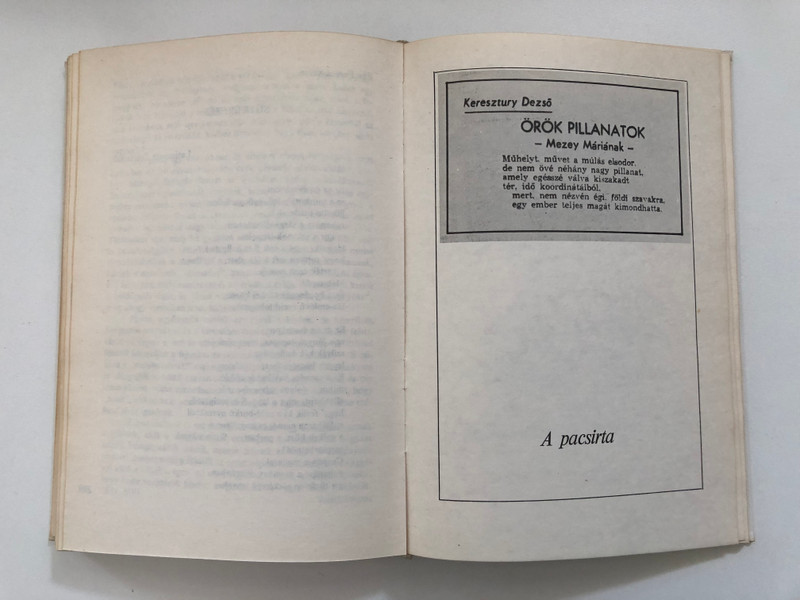 Keresztury Dezső
ÖRÖK PILLANATOK
– Mezey Máriának –
Műhelyt, művet a múlás elsodor,
de nem övé néhány nagy pillanat,
amely egésszé válva kiszakadt
tér, idő koordinátáiból,
mert, nem nézvén égi, földi szavakra,
egy ember teljes magát kimondhatta.
A pacsirta